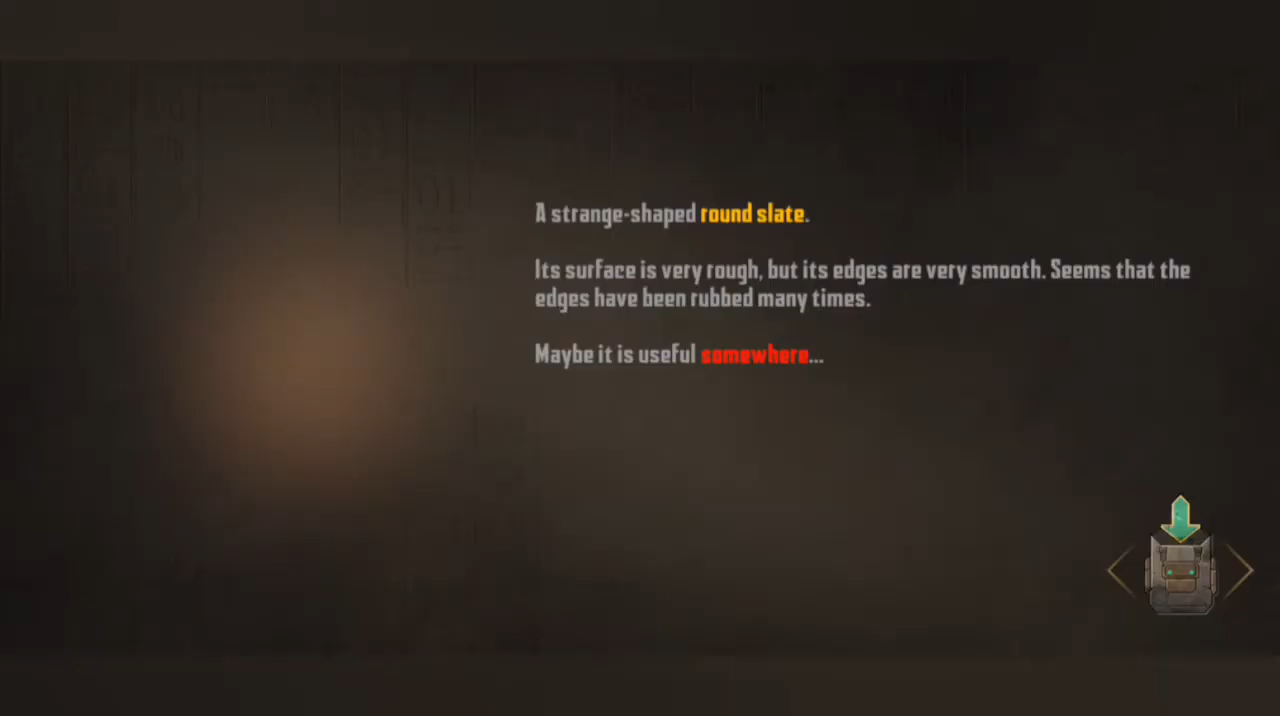 A strange-shaped round slate.
Its surface is very rough, but its edges are very smooth. Seems that the
edges have been rubbed many times.
Maybe it is useful somewhere...